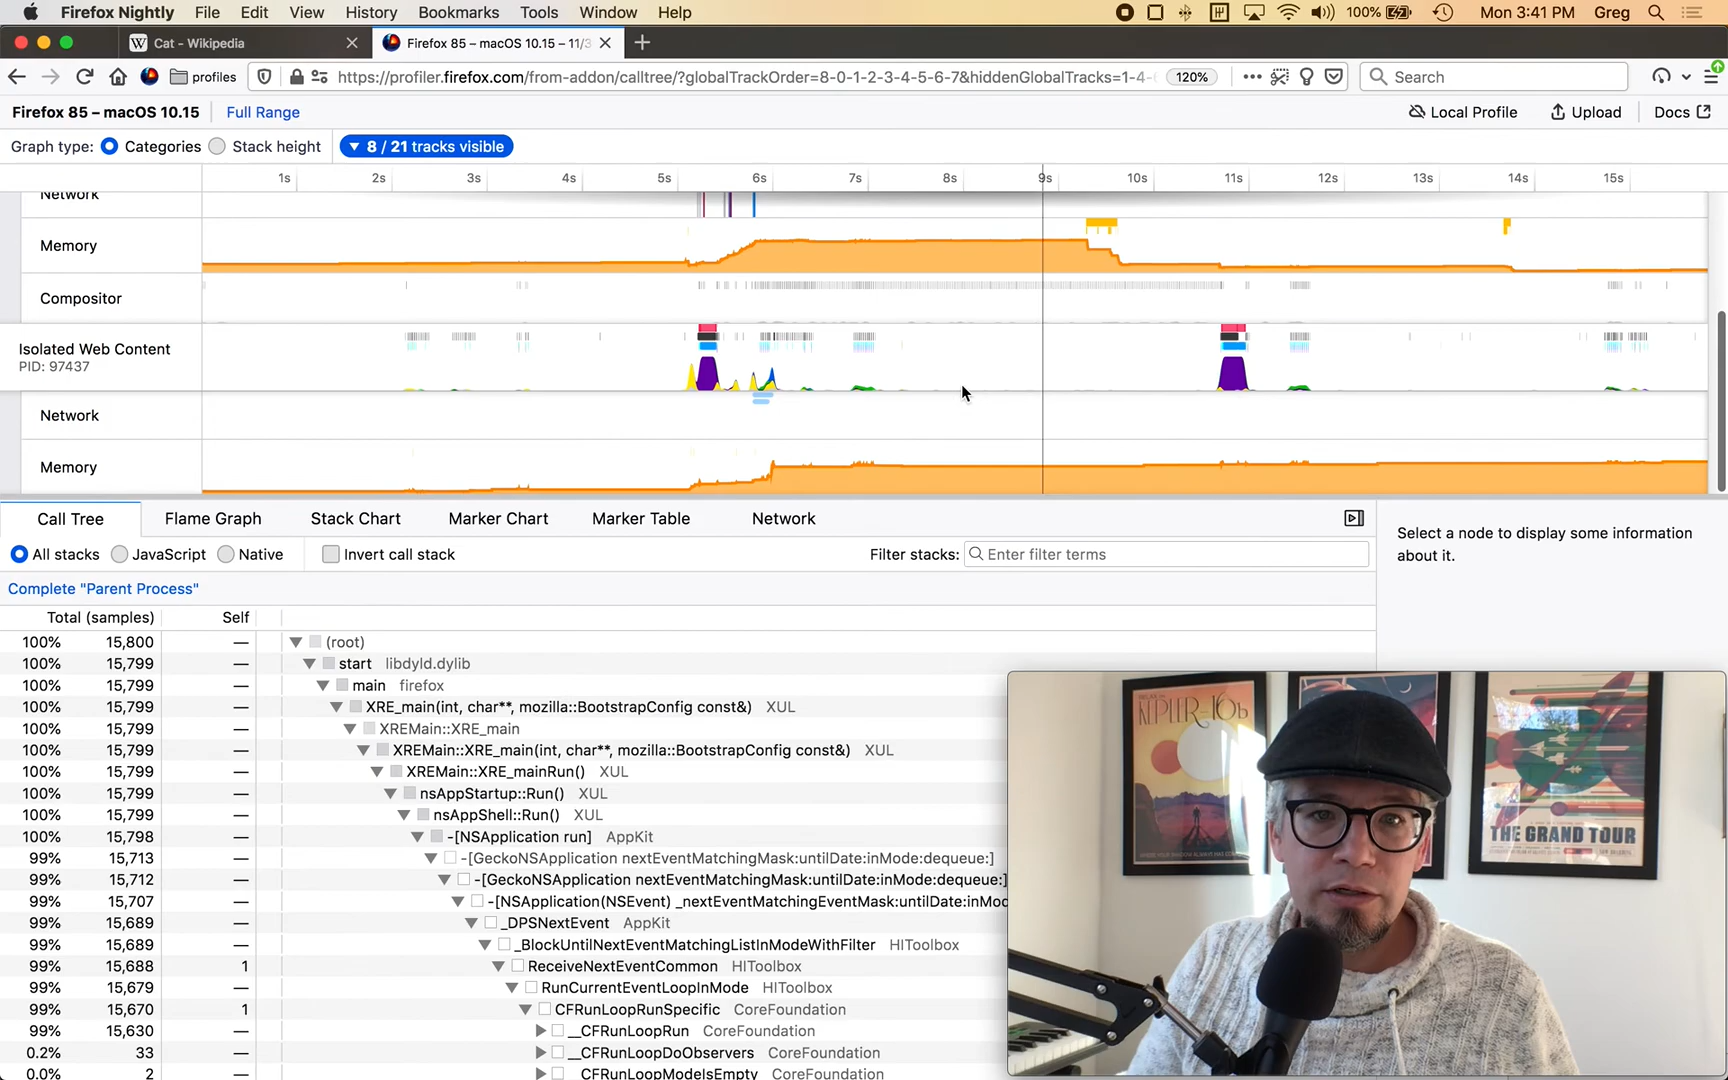 Firefox Nightly File Edit View History Bookmarks Tools Window Help 100% Mon 3:41 PM Greg
W Cat - Wikipedia Firefox 85 – macOS 10.15 – 11/3
profiles https://profiler.firefox.com/from-addon/calltree/?globalTrackOrder=8-0-1-2-3-4-5-6-7&hiddenGlobalTracks=1-4- 120% Search
Firefox 85 – macOS 10.15 Full Range Local Profile Upload Docs
Graph type: Categories Stack height 8 / 21 tracks visible
1s 2s 3s 4s 5s 6s 7s 8s 9s 10s 11s 12s 13s 14s 15s
Network
Memory
Compositor
Isolated Web Content
PID: 97437
Network
Memory
Call Tree Flame Graph Stack Chart Marker Chart Marker Table Network
Select a node to display some information
about it.
All stacks JavaScript Native Invert call stack Filter stacks: Enter filter terms
Complete "Parent Process"
Total (samples) Self
100% 15,800 — (root)
100% 15,799 — start libdyld.dylib
100% 15,799 — main firefox
100% 15,799 — XRE_main(int, char**, mozilla::BootstrapConfig const&) XUL
100% 15,799 — XREMain::XRE_main
100% 15,799 — XREMain::XRE_main(int, char**, mozilla::BootstrapConfig const&) XUL
100% 15,799 — XREMain::XRE_mainRun() XUL
100% 15,799 — nsAppStartup::Run() XUL
100% 15,799 — nsAppShell::Run() XUL
100% 15,798 — -[NSApplication run] AppKit
99% 15,713 — -[GeckoNSApplication nextEventMatchingMask:untilDate:inMode:dequeue:]
99% 15,712 — -[GeckoNSApplication nextEventMatchingMask:untilDate:inMode:dequeue:]
99% 15,707 — -[NSApplication(NSEvent) _nextEventMatchingEventMask:untilDate:inMod
99% 15,689 — _DPSNextEvent AppKit
99% 15,689 — _BlockUntilNextEventMatchingListInModeWithFilter HIToolbox
99% 15,688 1 ReceiveNextEventCommon HIToolbox
99% 15,679 — RunCurrentEventLoopInMode HIToolbox
99% 15,670 1 CFRunLoopRunSpecific CoreFoundation
99% 15,630 — __CFRunLoopRun CoreFoundation
0.2% 33 — __CFRunLoopDoObservers CoreFoundation
0.0% 2 — __CFRunLoopModeIsEmpty CoreFoundation
KEPLER-16b
THE GRAND TOUR